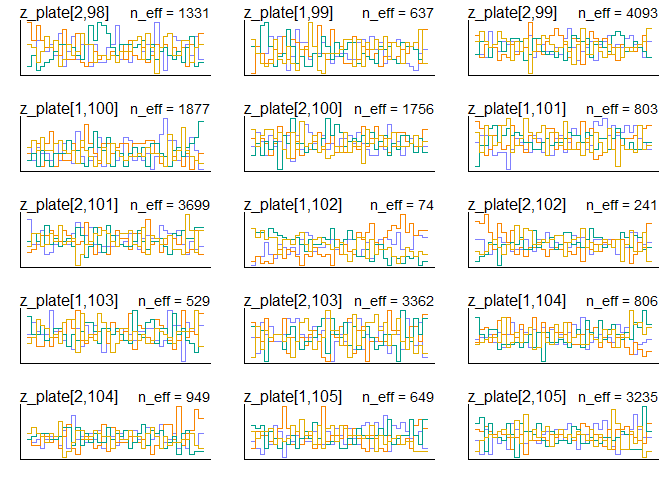 z_plate[2,98] n_eff = 1331 z_plate[1,99] n_eff = 637 z_plate[2,99] n_eff = 4093
z_plate[1,100] n_eff = 1877 z_plate[2,100] n_eff = 1756 z_plate[1,101] n_eff = 803
z_plate[2,101] n_eff = 3699 z_plate[1,102] n_eff = 74 z_plate[2,102] n_eff = 241
z_plate[1,103] n_eff = 529 z_plate[2,103] n_eff = 3362 z_plate[1,104] n_eff = 806
z_plate[2,104] n_eff = 949 z_plate[1,105] n_eff = 649 z_plate[2,105] n_eff = 3235